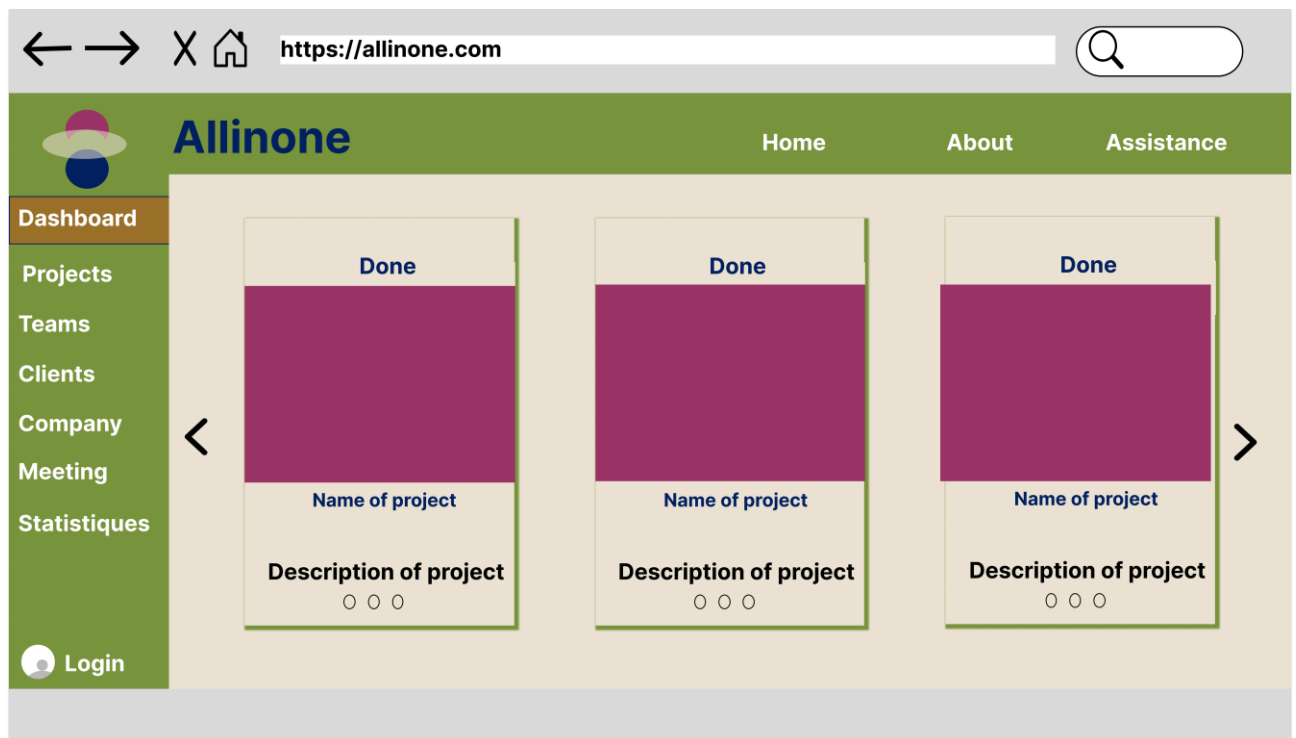 https://allinone.com
Allinone
Home About Assistance
Dashboard
Projects
Teams
Clients
Company
Meeting
Statistiques
Login
Done
Name of project
Description of project
Done
Name of project
Description of project
Done
Name of project
Description of project